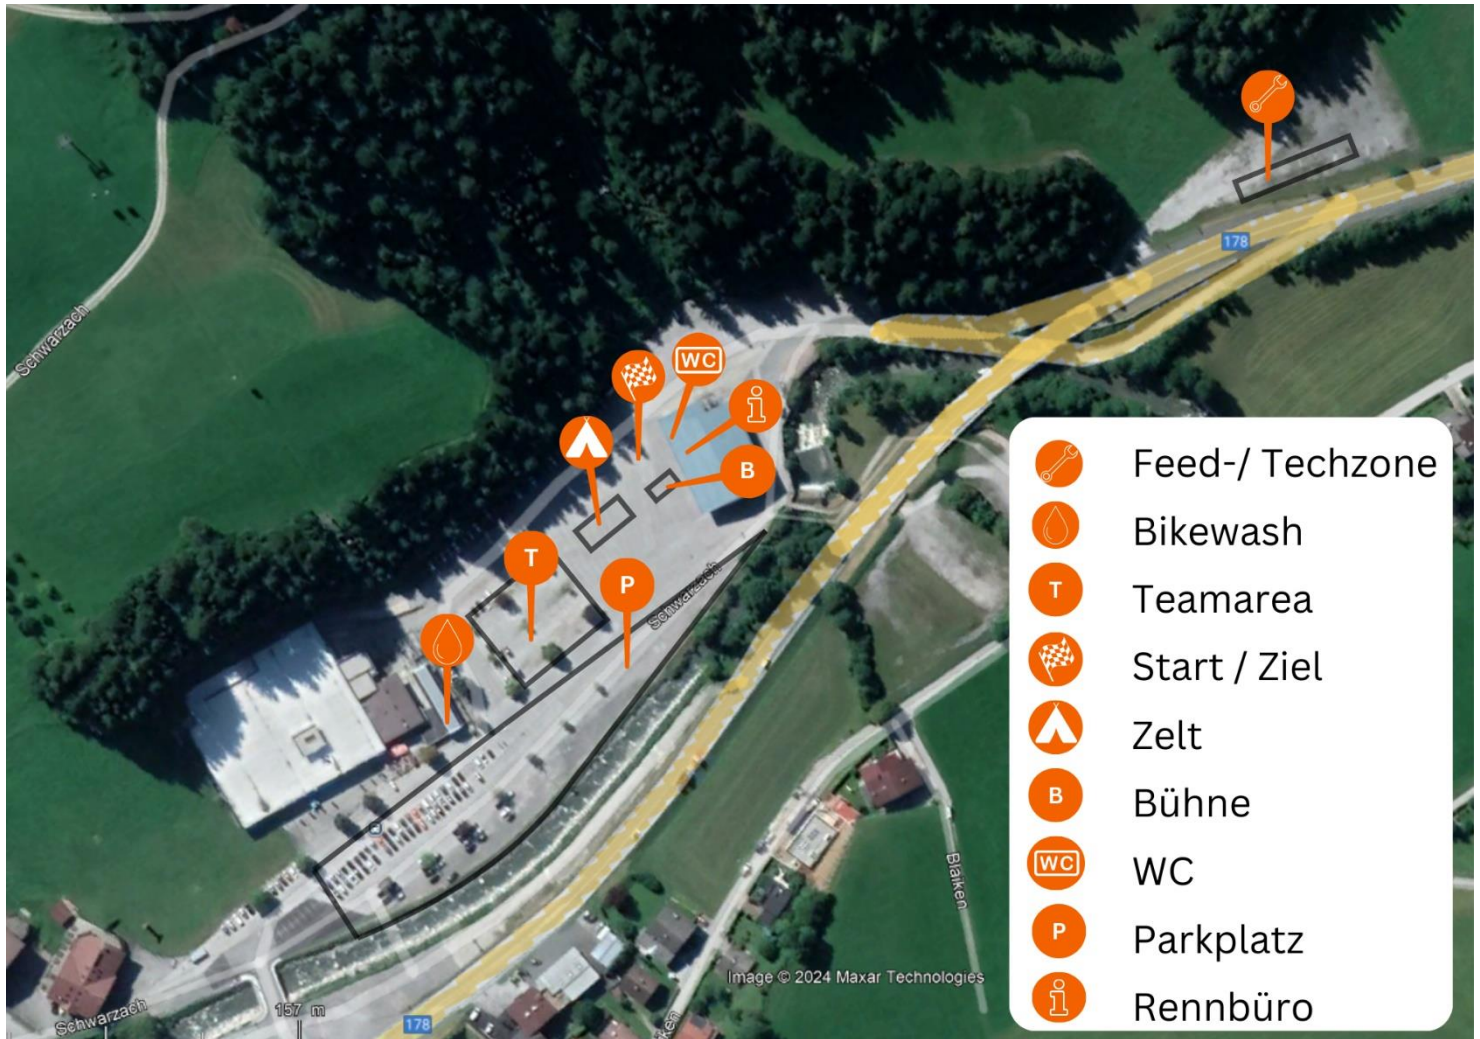 Schwarzach
178
WC
i
B
T
P
Schwarzach
Blaiken
Image © 2024 Maxar Technologies
157 m
Schwarzach
178
Feed-/ Techzone
Bikewash
T Teamarea
Start / Ziel
Zelt
B Bühne
WC WC
P Parkplatz
i Rennbüro